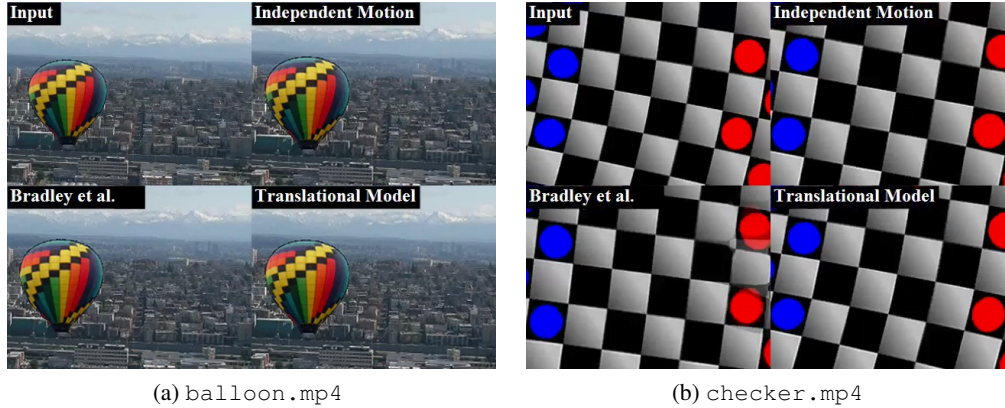 Input
Independent Motion
Bradley et al.
Translational Model
(a) balloon.mp4
Input
Independent Motion
Bradley et al.
Translational Model
(b) checker.mp4